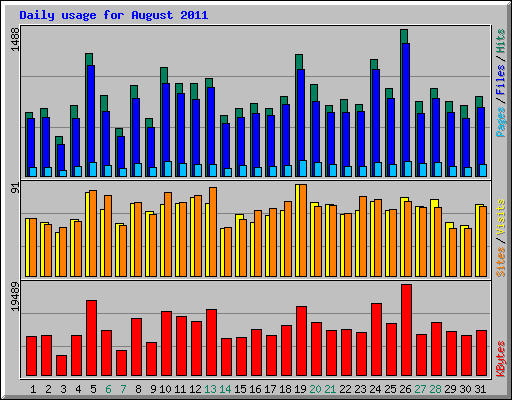 Daily usage for August 2011
1488
Pages / Files / Hits
91
Sites / Visits
19489
KBytes
1 2 3 4 5 6 7 8 9 10 11 12 13 14 15 16 17 18 19 20 21 22 23 24 25 26 27 28 29 30 31